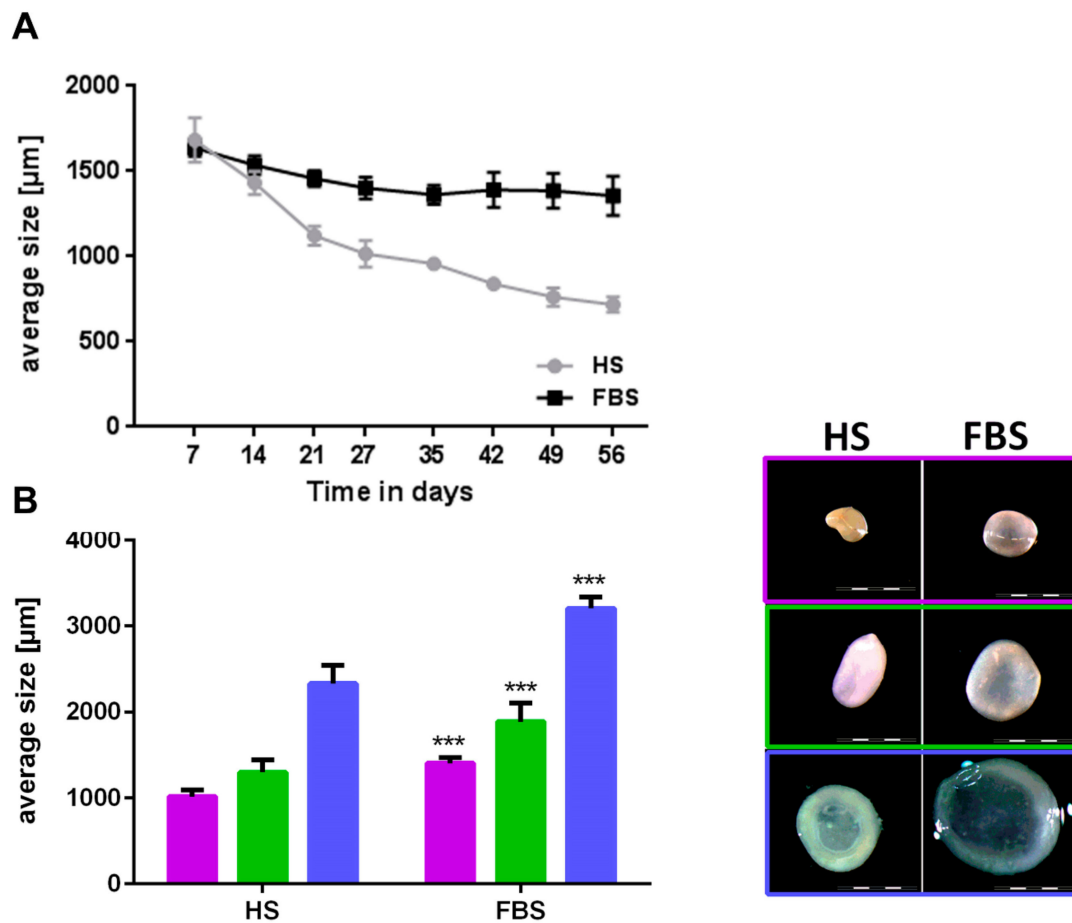 A
2000
1500
1000
500
0
average size [µm]
HS
FBS
7 14 21 27 35 42 49 56
Time in days
B
4000
3000
2000
1000
0
average size [µm]
***
***
***
HS FBS
HS FBS